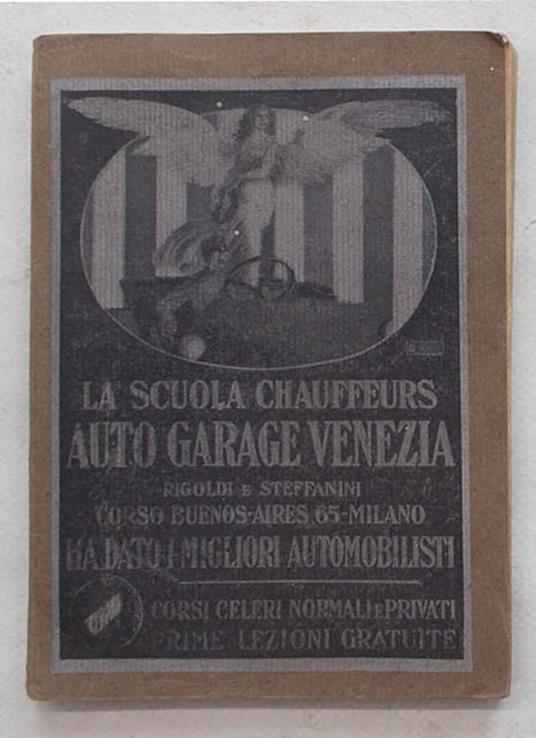 LA SCUOLA CHAUFFEURS
AUTO GARAGE VENEZIA
RIGOLDI E STEFFANINI
CORSO BUENOS-AIRES 65-MILANO
HA DATO I MIGLIORI AUTOMOBILISTI
CORSI CELERI NORMALI E PRIVATI
PRIME LEZIONI GRATUITE